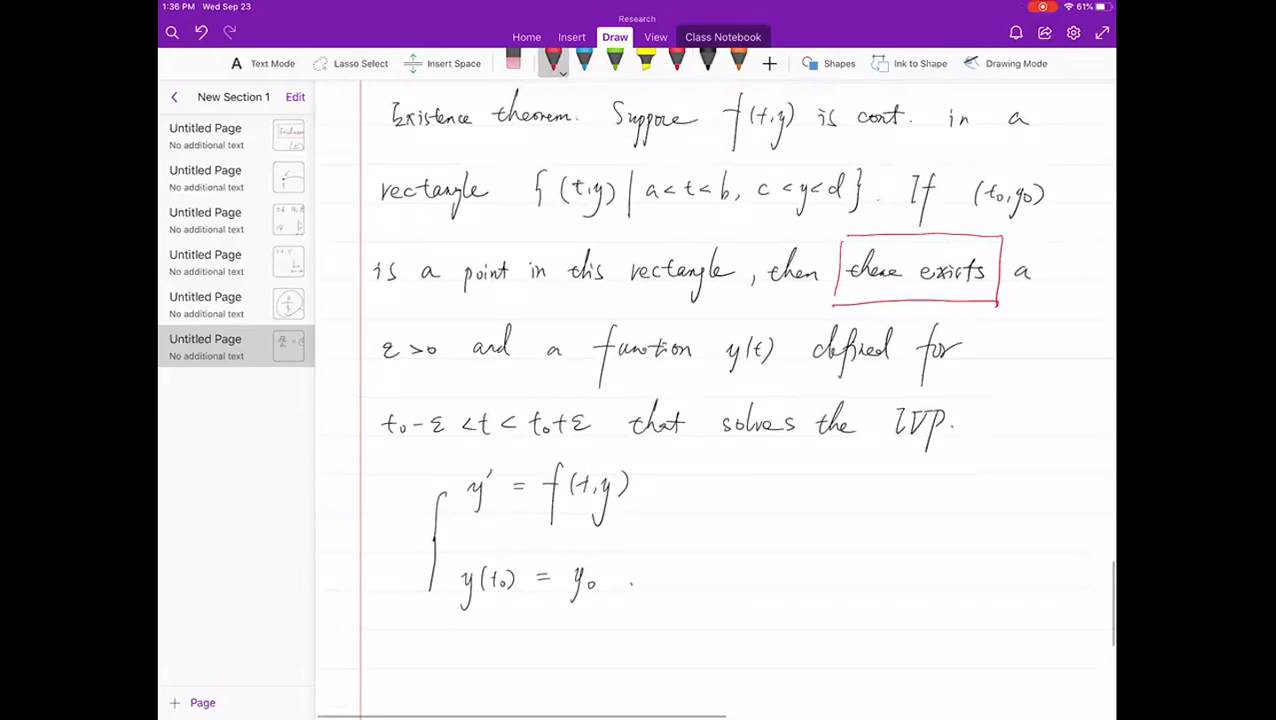 1:36 PM Wed Sep 23
61%
Research
Home Insert Draw View Class Notebook
Text Mode Lasso Select Insert Space Shapes Ink to Shape Drawing Mode
New Section 1 Edit
Untitled Page
No additional text
Untitled Page
No additional text
Untitled Page
No additional text
Untitled Page
No additional text
Untitled Page
No additional text
Untitled Page
No additional text
Page
Existence theorem. Suppose f(t,y) is cont. in a
rectangle {(t,y) | a<t<b, c<y<d}. If (t₀,y₀)
is a point in this rectangle, then there exists a
ε>0 and a function y(t) defined for
t₀-ε <t< t₀+ε that solves the IVP.
y' = f(t,y)
y(t₀) = y₀ .